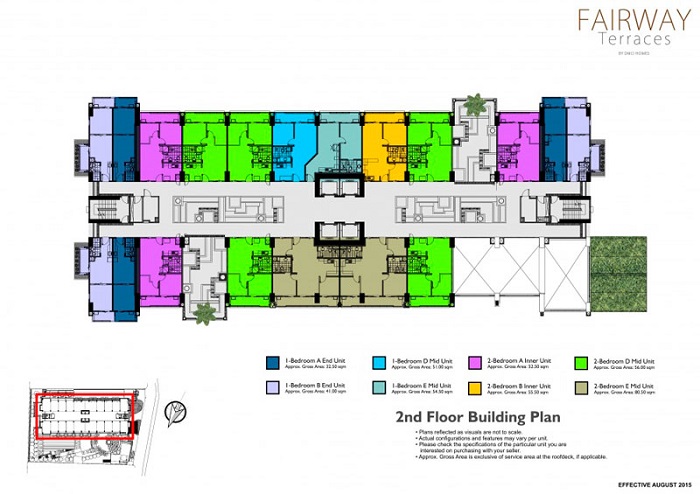 FAIRWAY
Terraces
BY DMCI HOMES
1-Bedroom A End Unit
Approx. Gross Area: 32.50 sqm
1-Bedroom D Mid Unit
Approx. Gross Area: 51.00 sqm
2-Bedroom A Inner Unit
Approx. Gross Area: 52.50 sqm
2-Bedroom D Mid Unit
Approx. Gross Area: 56.00 sqm
1-Bedroom B End Unit
Approx. Gross Area: 41.00 sqm
1-Bedroom E Mid Unit
Approx. Gross Area: 54.50 sqm
2-Bedroom B Inner Unit
Approx. Gross Area: 55.50 sqm
2-Bedroom E Mid Unit
Approx. Gross Area: 80.50 sqm
2nd Floor Building Plan
• Plans reflected as visuals are not to scale.
• Actual configurations and features may vary per unit.
• Please check the specifications of the particular unit you are
interested on purchasing with your seller.
• Approx. Gross Area is exclusive of service area at the roofdeck, if applicable.
EFFECTIVE AUGUST 2015